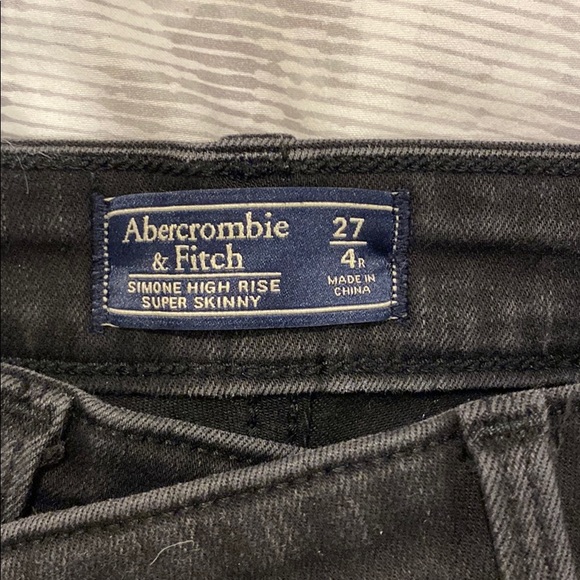 Abercrombie
& Fitch
SIMONE HIGH RISE
SUPER SKINNY
27
4R
MADE IN
CHINA